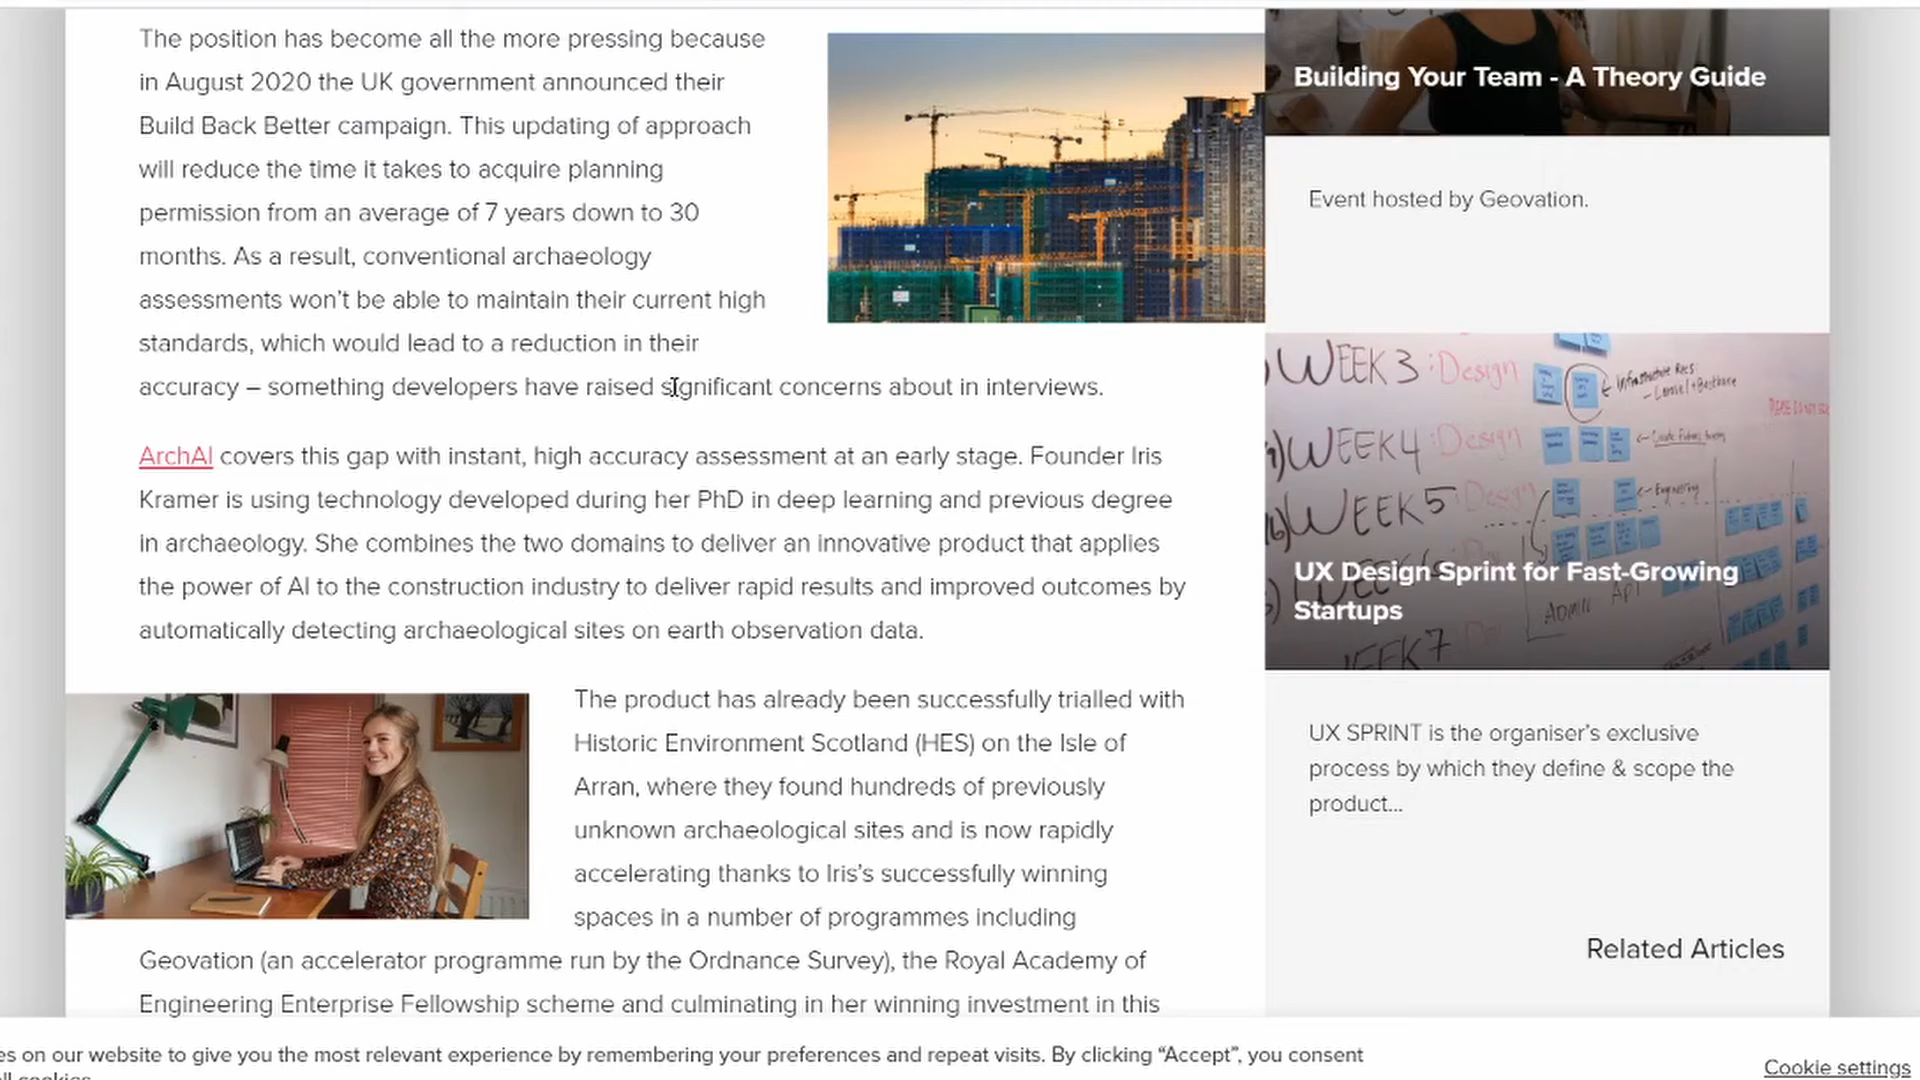 The position has become all the more pressing because
in August 2020 the UK government announced their
Build Back Better campaign. This updating of approach
will reduce the time it takes to acquire planning
permission from an average of 7 years down to 30
months. As a result, conventional archaeology
assessments won’t be able to maintain their current high
standards, which would lead to a reduction in their
accuracy – something developers have raised significant concerns about in interviews.
ArchAI covers this gap with instant, high accuracy assessment at an early stage. Founder Iris
Kramer is using technology developed during her PhD in deep learning and previous degree
in archaeology. She combines the two domains to deliver an innovative product that applies
the power of AI to the construction industry to deliver rapid results and improved outcomes by
automatically detecting archaeological sites on earth observation data.
The product has already been successfully trialled with
Historic Environment Scotland (HES) on the Isle of
Arran, where they found hundreds of previously
unknown archaeological sites and is now rapidly
accelerating thanks to Iris’s successfully winning
spaces in a number of programmes including
Geovation (an accelerator programme run by the Ordnance Survey), the Royal Academy of
Engineering Enterprise Fellowship scheme and culminating in her winning investment in this
Building Your Team - A Theory Guide
Event hosted by Geovation.
WEEK 3 : Design
WEEK 4 : Design
WEEK 5 : Design
Engineering
WEEK 7
ADMIN API
UX Design Sprint for Fast-Growing
Startups
UX SPRINT is the organiser’s exclusive
process by which they define & scope the
product...
Related Articles
es on our website to give you the most relevant experience by remembering your preferences and repeat visits. By clicking “Accept”, you consent
cookies
Cookie settings